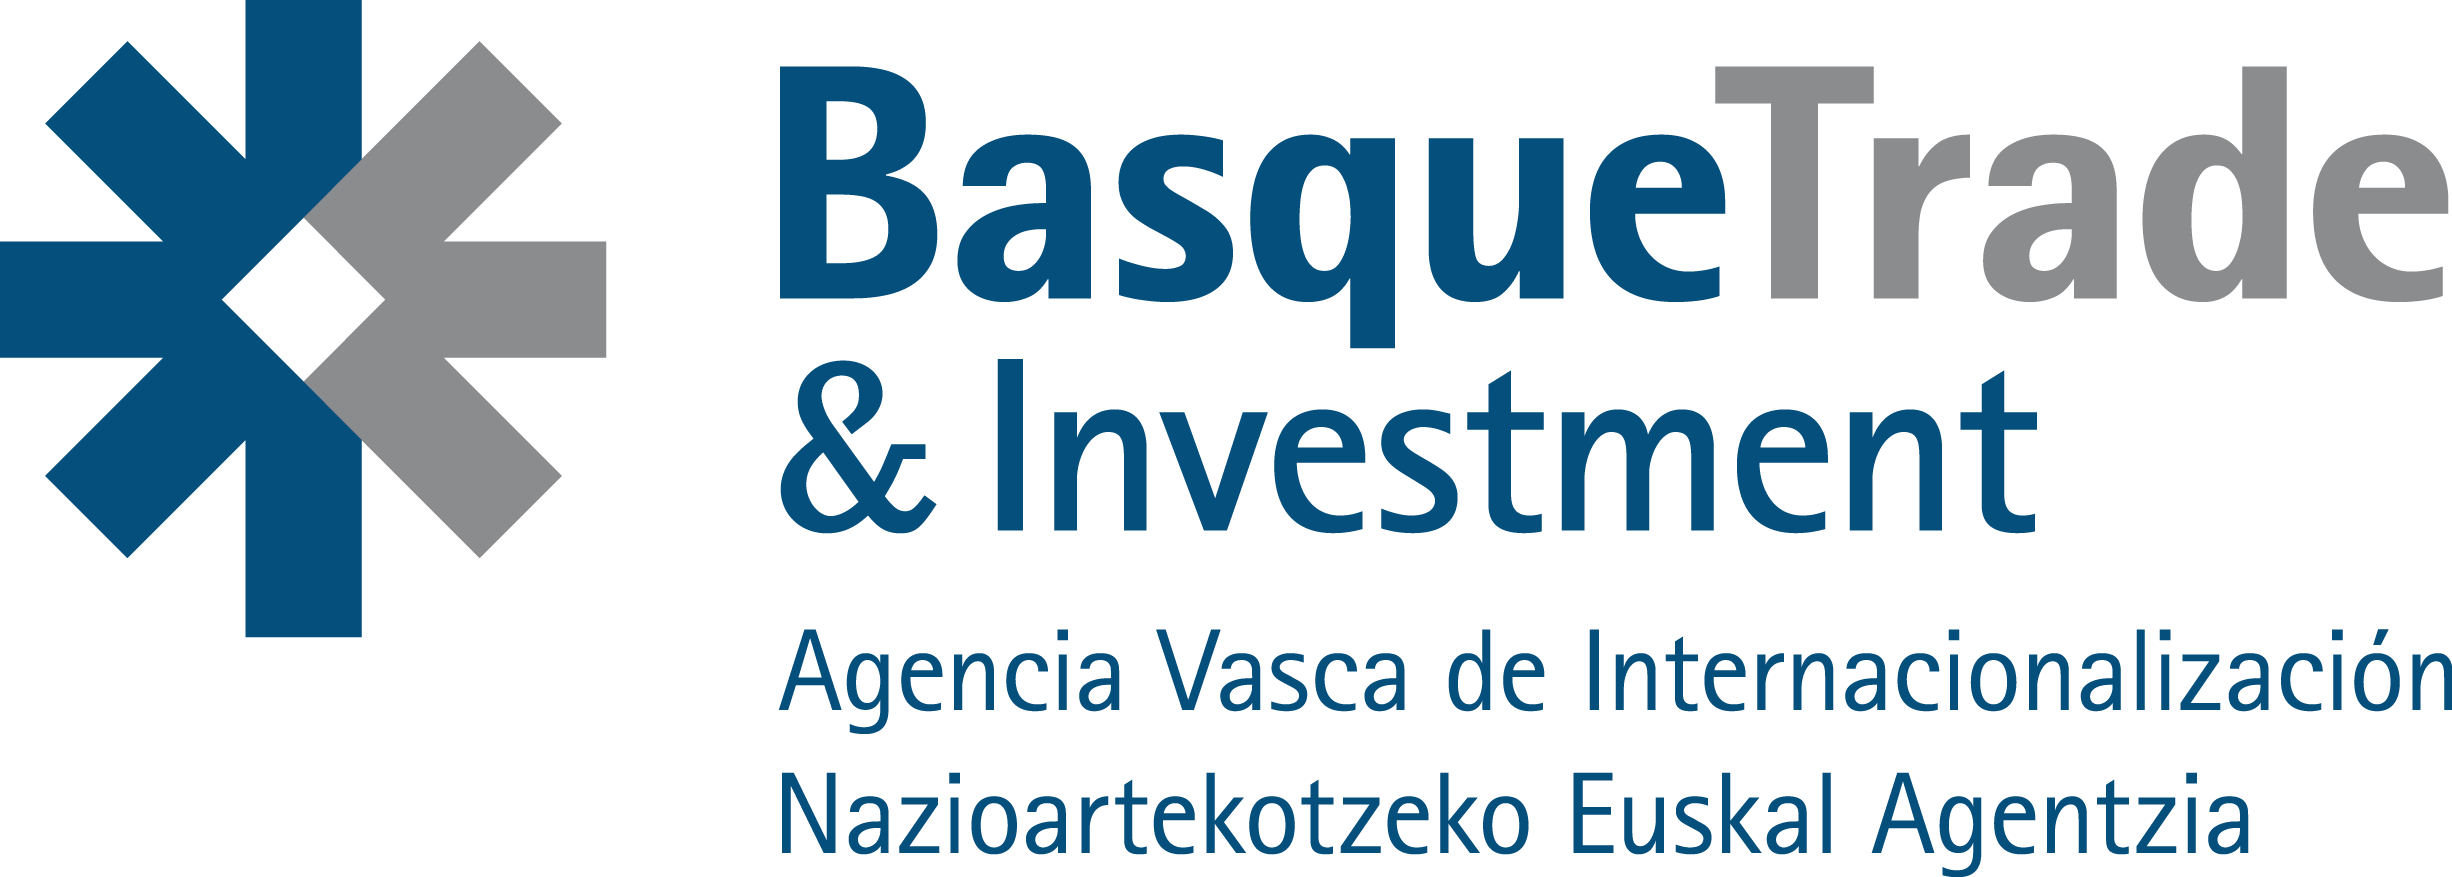 BasqueTrade
& Investment
Agencia Vasca de Internacionalización
Nazioartekotzeko Euskal Agentzia